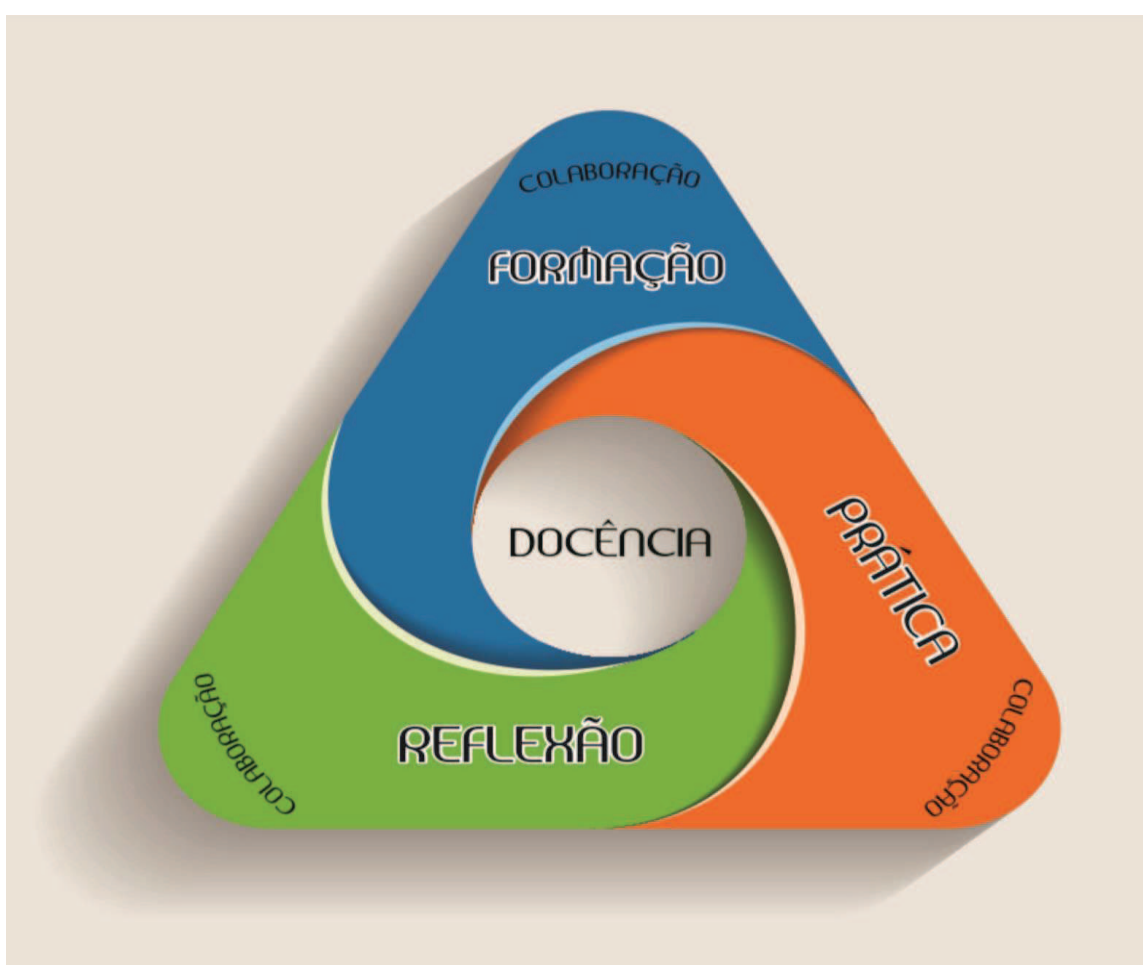 COLABORAÇÃO
FORMAÇÃO
DOCÊNCIA
PRÁTICA
REFLEXÃO
COLABORAÇÃO
COLABORAÇÃO